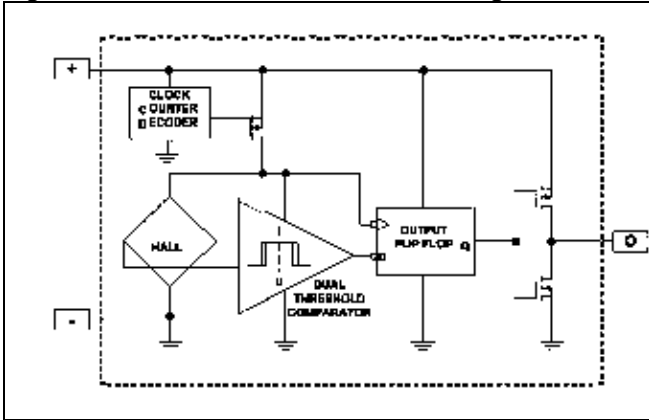 +
CLOCK
COUNTER
DECODER
HALL
DUAL
THRESHOLD
COMPARATOR
D
OUTPUT
FLIP FLOP Q
O
-